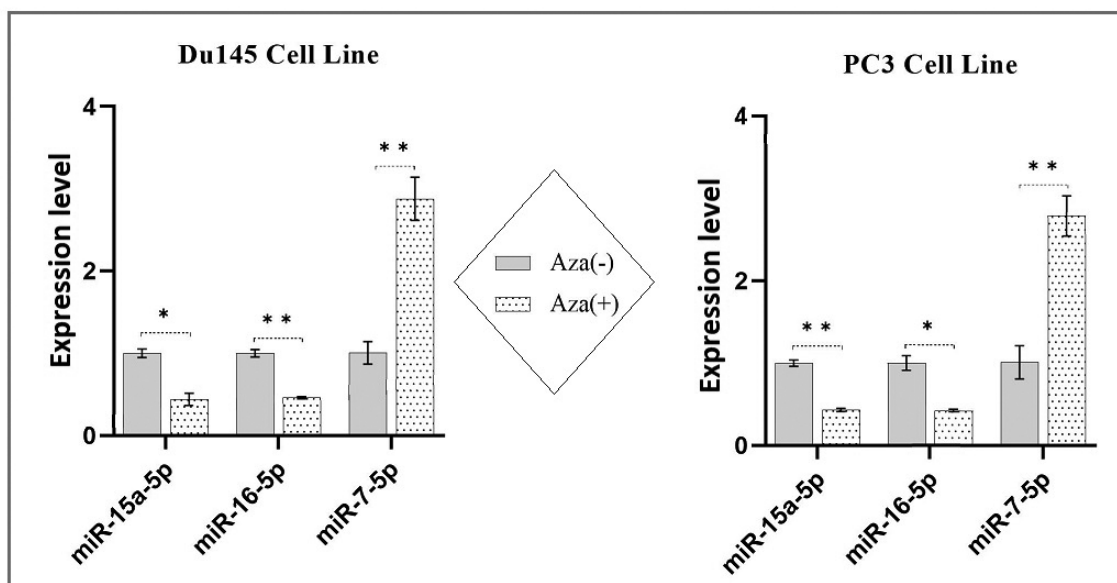 Du145 Cell Line
Expression level
4
2
0
*
**
**
miR-15a-5p
miR-16-5p
miR-7-5p
Aza(-)
Aza(+)
PC3 Cell Line
Expression level
4
2
0
**
*
**
miR-15a-5p
miR-16-5p
miR-7-5p